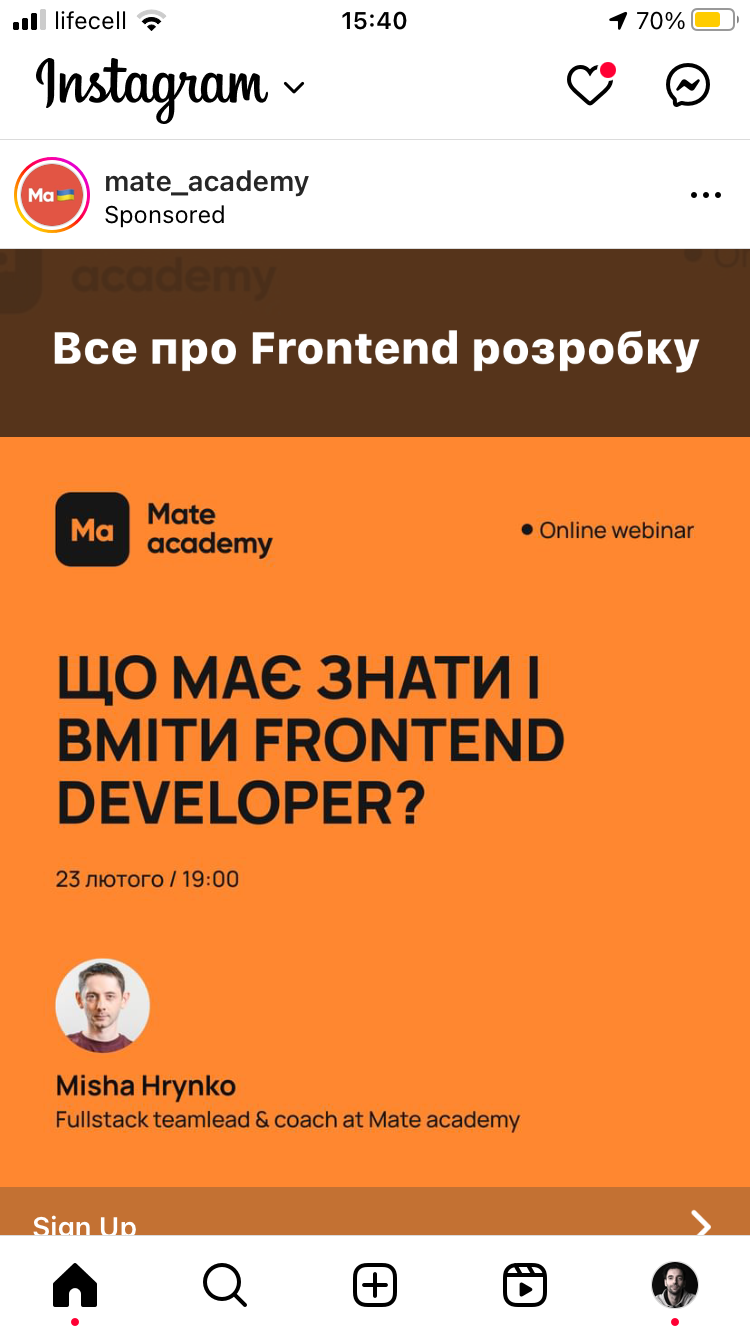 lifecell
15:40
70%
Instagram
mate_academy
Sponsored
Ma
academy
Все про Frontend розробку
Ma
Mate
academy
Online webinar
ЩО МАЄ ЗНАТИ І
ВМІТИ FRONTEND
DEVELOPER?
23 лютого / 19:00
Misha Hrynko
Fullstack teamlead & coach at Mate academy
Sign Up